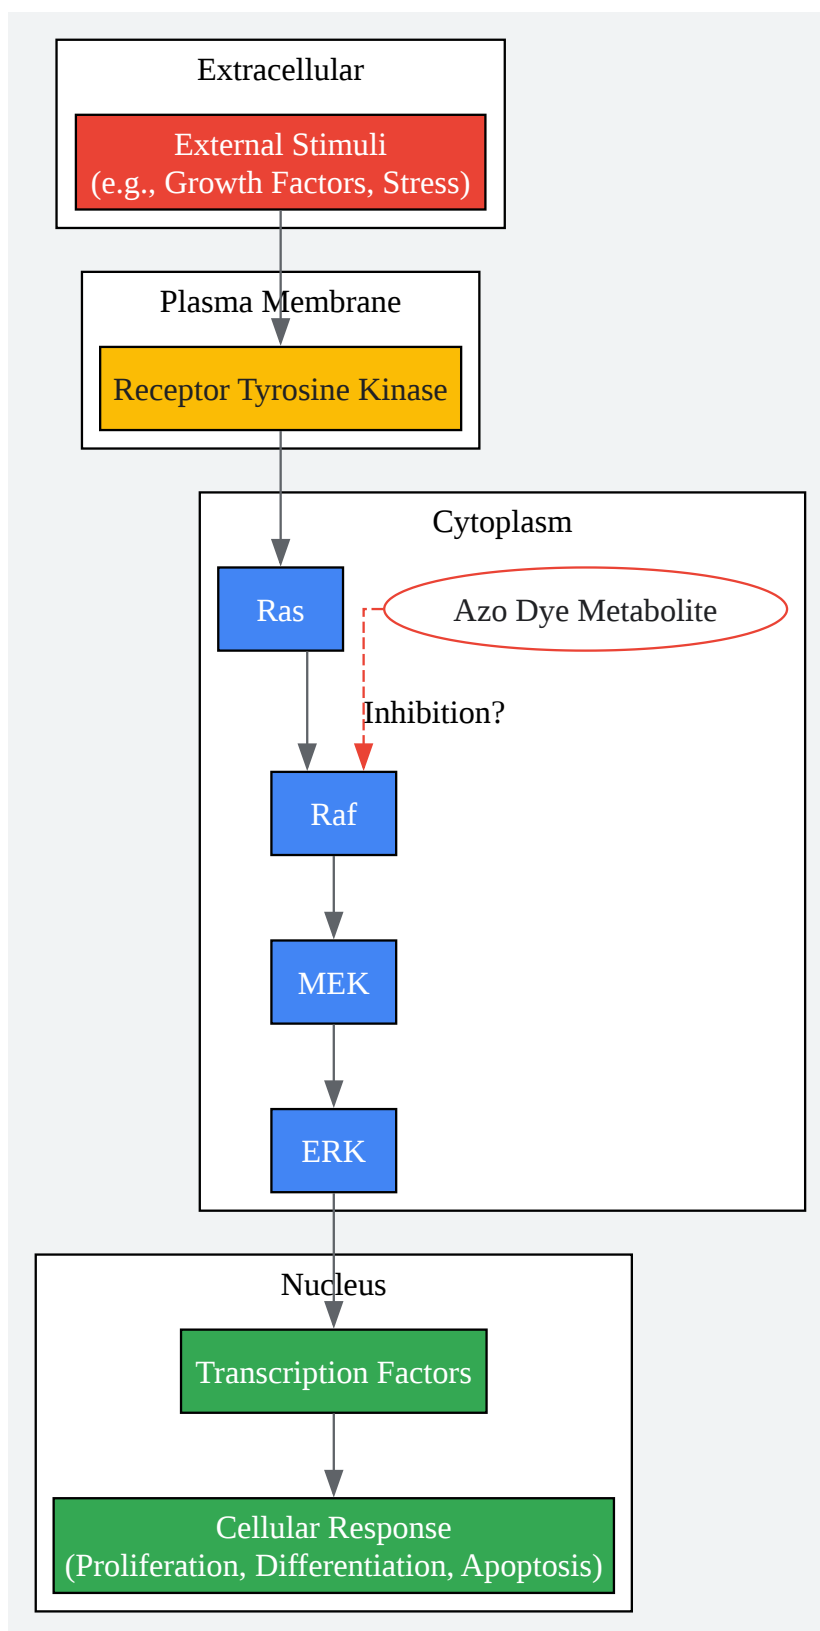 Extracellular
External Stimuli
(e.g., Growth Factors, Stress)
Plasma Membrane
Receptor Tyrosine Kinase
Cytoplasm
Ras
Azo Dye Metabolite
Inhibition?
Raf
MEK
ERK
Nucleus
Transcription Factors
Cellular Response
(Proliferation, Differentiation, Apoptosis)